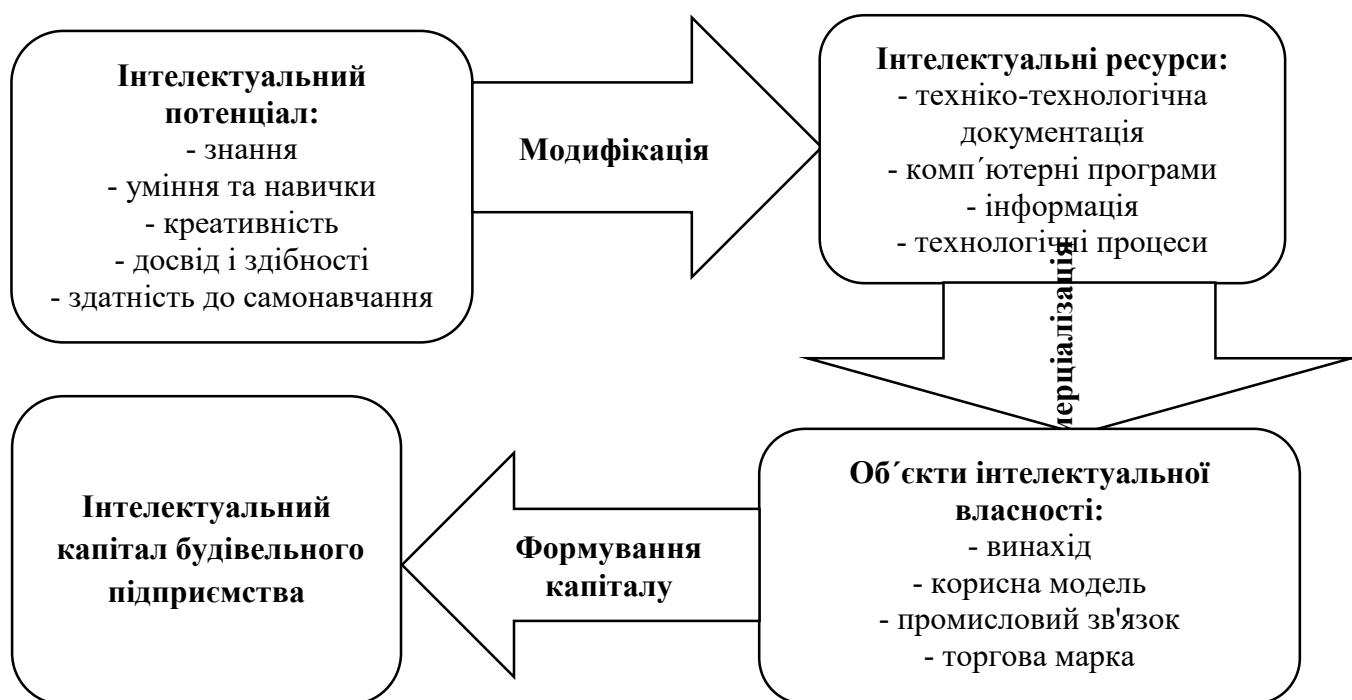 Інтелектуальний
потенціал:
- знання
- уміння та навички
- креативність
- досвід і здібності
- здатність до самонавчання
Модифікація
Інтелектуальні ресурси:
- техніко-технологічна
документація
- комп´ютерні програми
- інформація
- технологічні процеси
Об´єкти інтелектуальної
власності:
- винахід
- корисна модель
- промисловий зв'язок
- торгова марка
Формування
капіталу
Інтелектуальний
капітал будівельного
підприємства